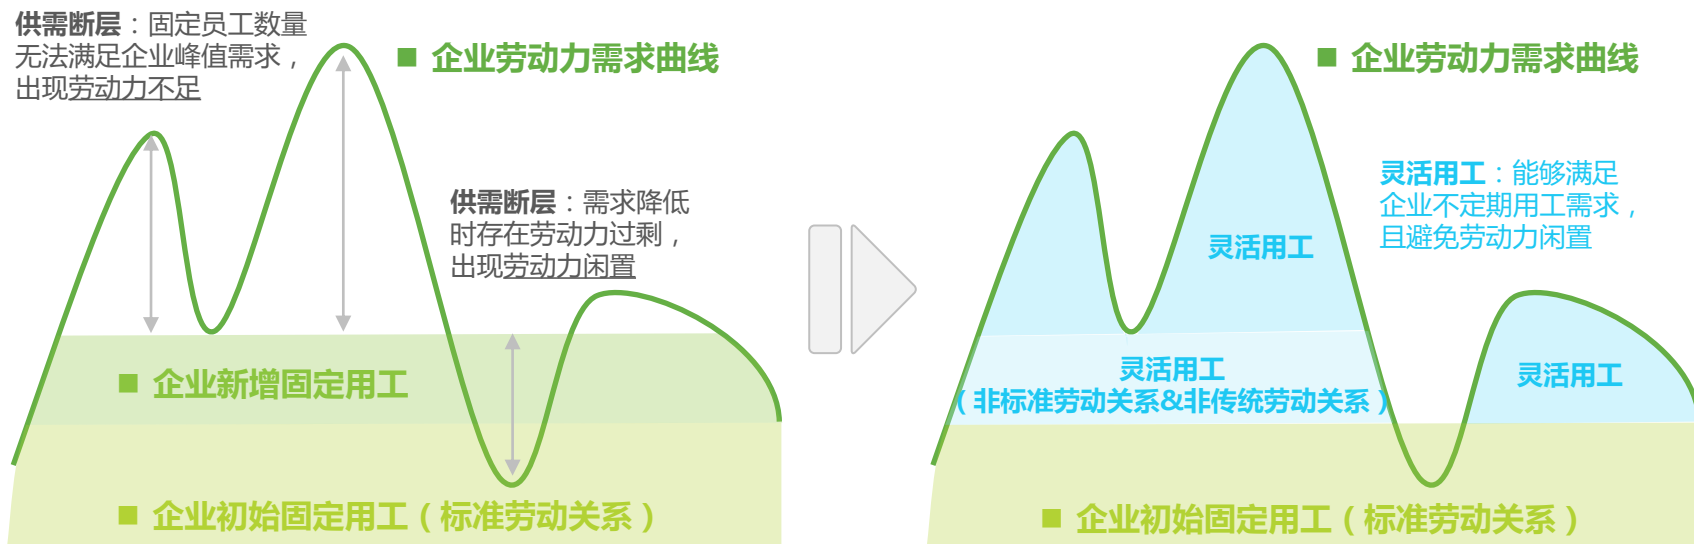 供需断层：固定员工数量
无法满足企业峰值需求，
出现劳动力不足
■ 企业劳动力需求曲线
供需断层：需求降低
时存在劳动力过剩，
出现劳动力闲置
■ 企业新增固定用工
■ 企业初始固定用工（标准劳动关系）
■ 企业劳动力需求曲线
灵活用工：能够满足
企业不定期用工需求，
且避免劳动力闲置
灵活用工
灵活用工
（非标准劳动关系&非传统劳动关系）
灵活用工
■ 企业初始固定用工（标准劳动关系）